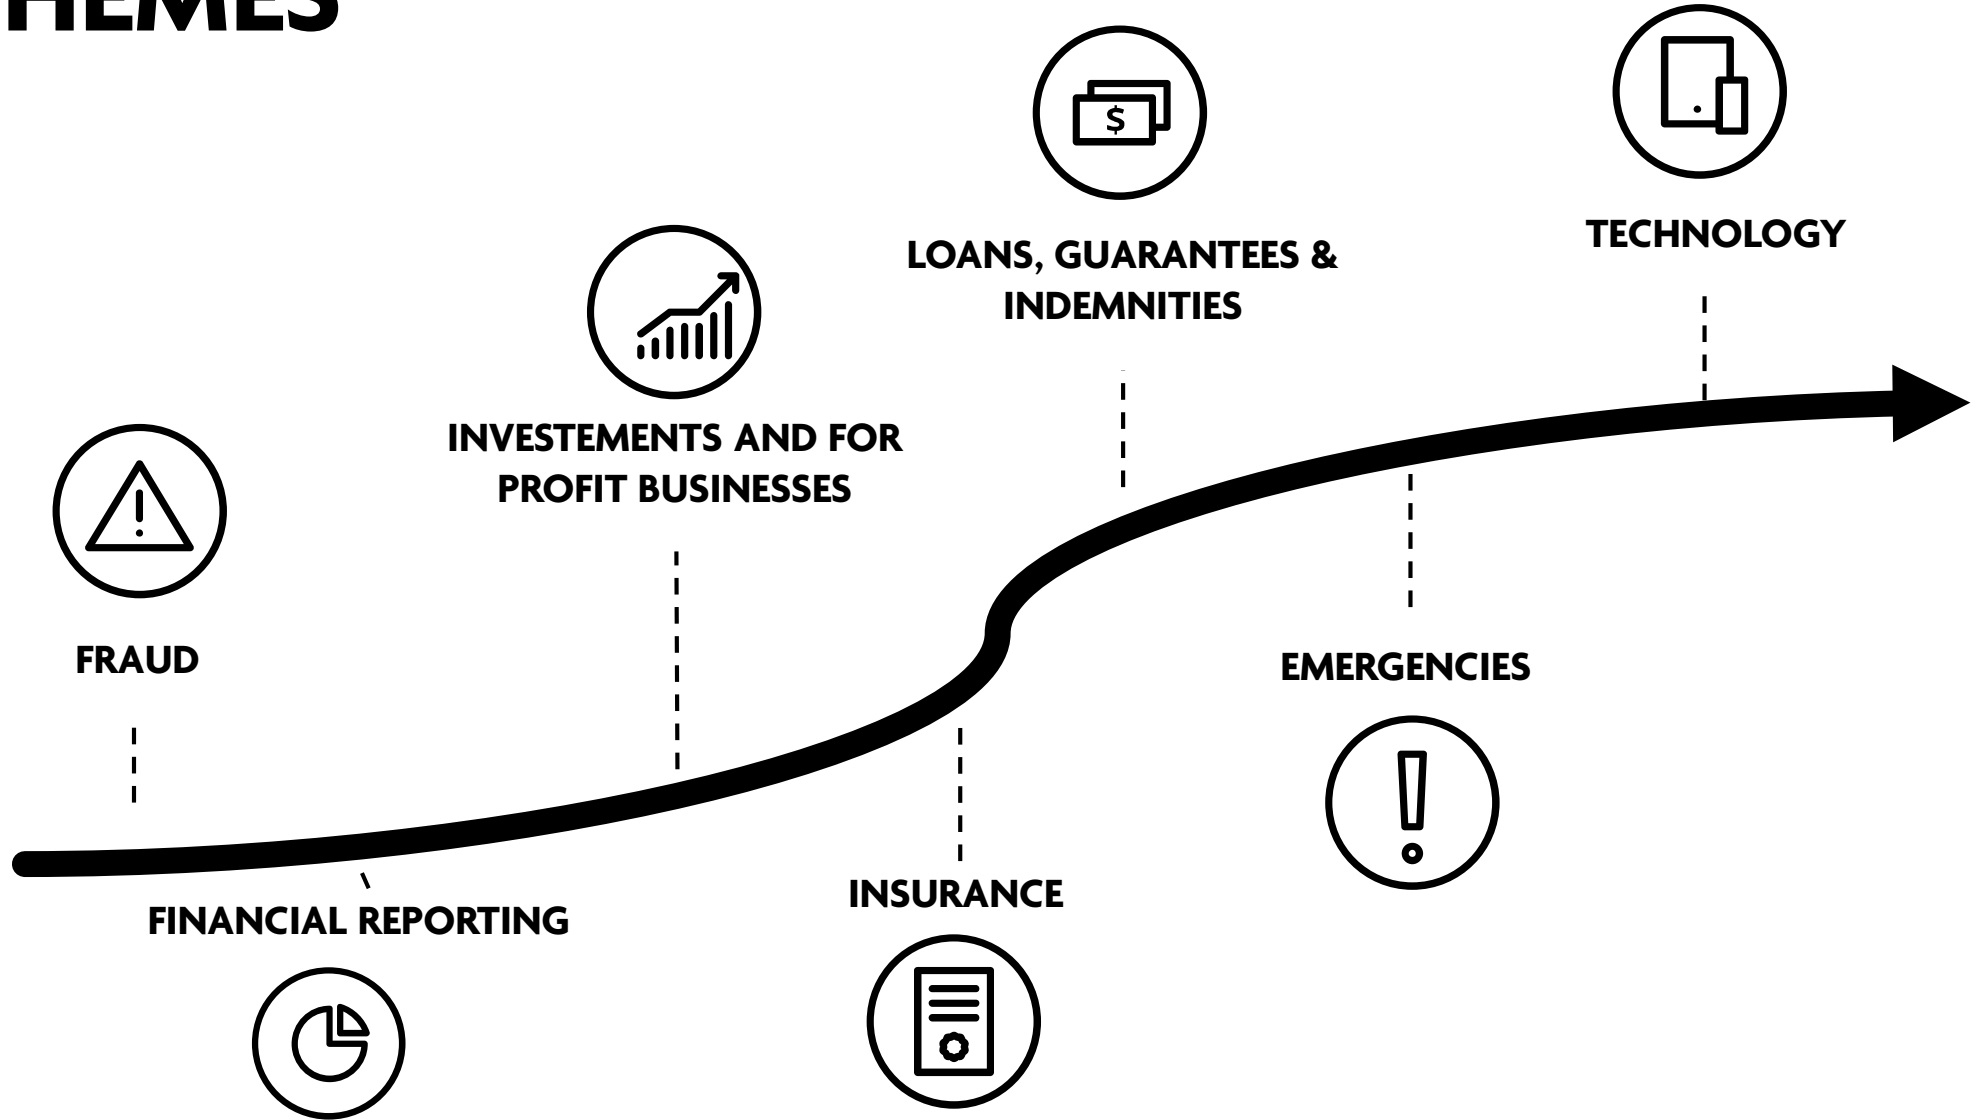 HEMES
TECHNOLOGY
LOANS, GUARANTEES &
INDEMNITIES
$
INVESTEMENTS AND FOR
PROFIT BUSINESSES
FRAUD
EMERGENCIES
INSURANCE
FINANCIAL REPORTING